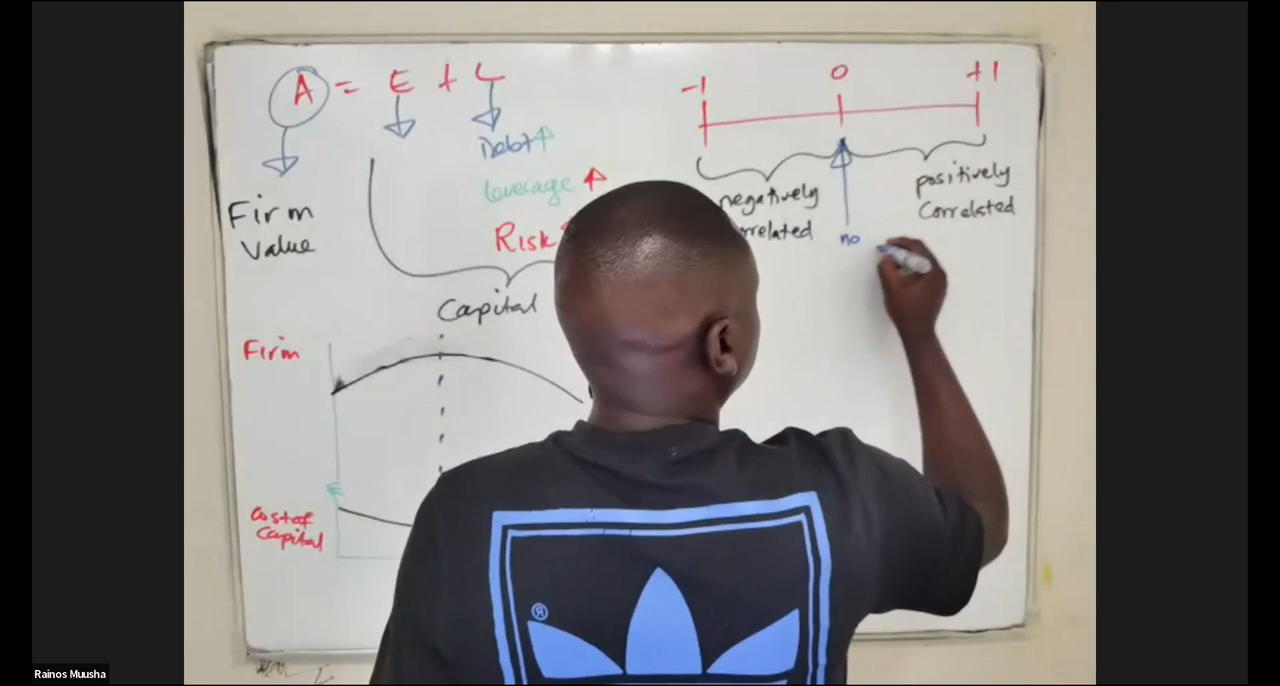 A = E + L
Debt
leverage
Risk
Firm
Value
Capital
Firm
Cost of
Capital
-1 0 +1
negatively
positively
Correlated
no
®
Rainos Muusha